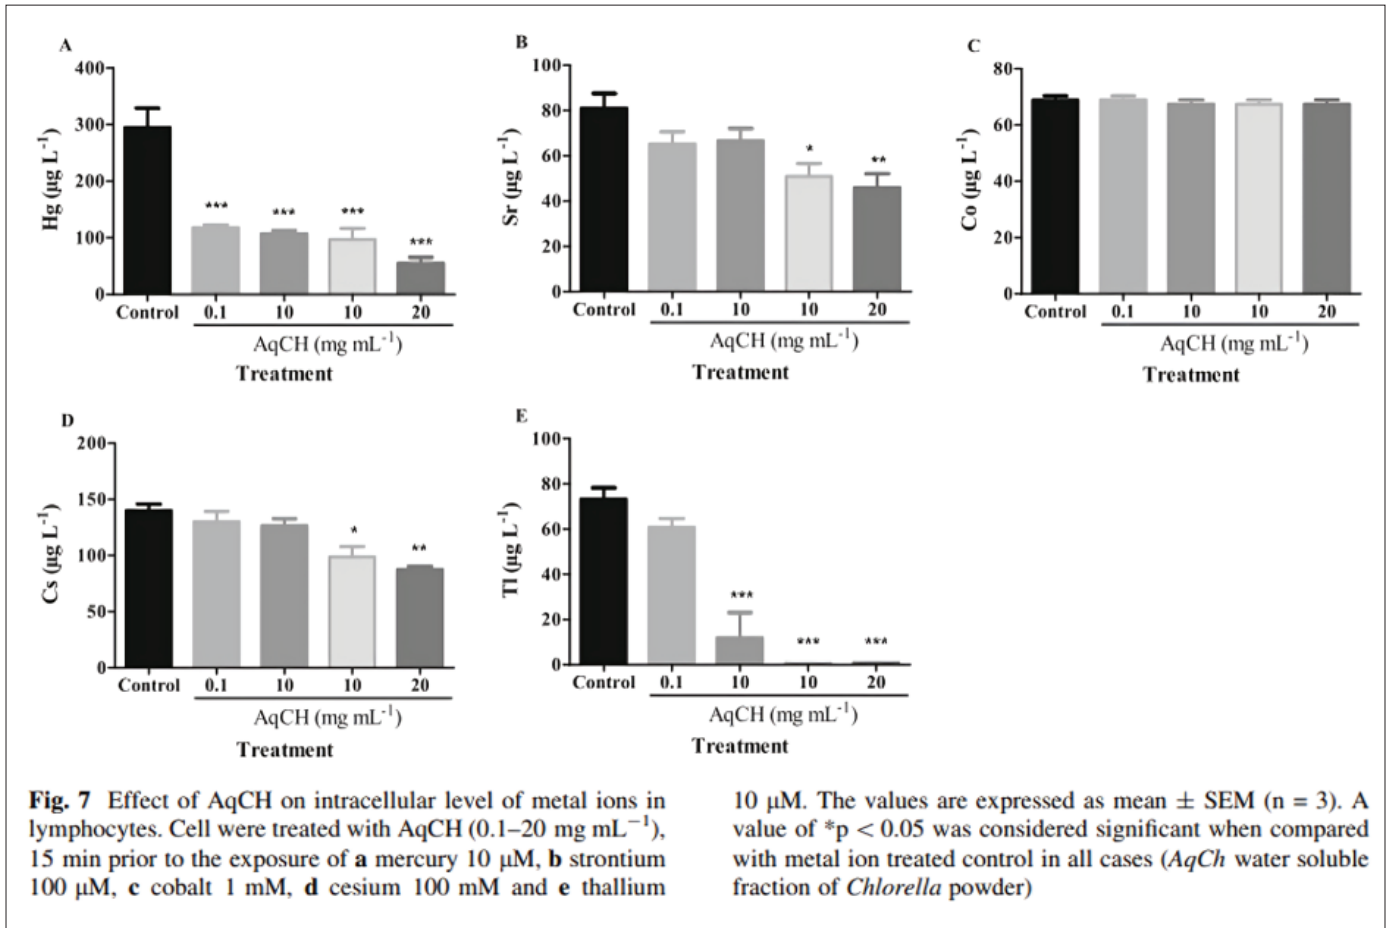 A
400
300
200
100
0
Hg (µg L-1)
***
***
***
***
Control 0.1 10 10 20
AqCH (mg mL-1)
Treatment
B
100
80
60
40
20
0
Sr (µg L-1)
*
**
Control 0.1 10 10 20
AqCH (mg mL-1)
Treatment
C
80
60
40
20
0
Co (µg L-1)
Control 0.1 10 10 20
AqCH (mg mL-1)
Treatment
D
200
150
100
50
0
Cs (µg L-1)
*
**
Control 0.1 10 10 20
AqCH (mg mL-1)
Treatment
E
100
80
60
40
20
0
Tl (µg L-1)
***
***
***
Control 0.1 10 10 20
AqCH (mg mL-1)
Treatment
Fig. 7 Effect of AqCH on intracellular level of metal ions in
lymphocytes. Cell were treated with AqCH (0.1–20 mg mL−1),
15 min prior to the exposure of a mercury 10 µM, b strontium
100 µM, c cobalt 1 mM, d cesium 100 mM and e thallium
10 µM. The values are expressed as mean ± SEM (n = 3). A
value of *p < 0.05 was considered significant when compared
with metal ion treated control in all cases (AqCh water soluble
fraction of Chlorella powder)